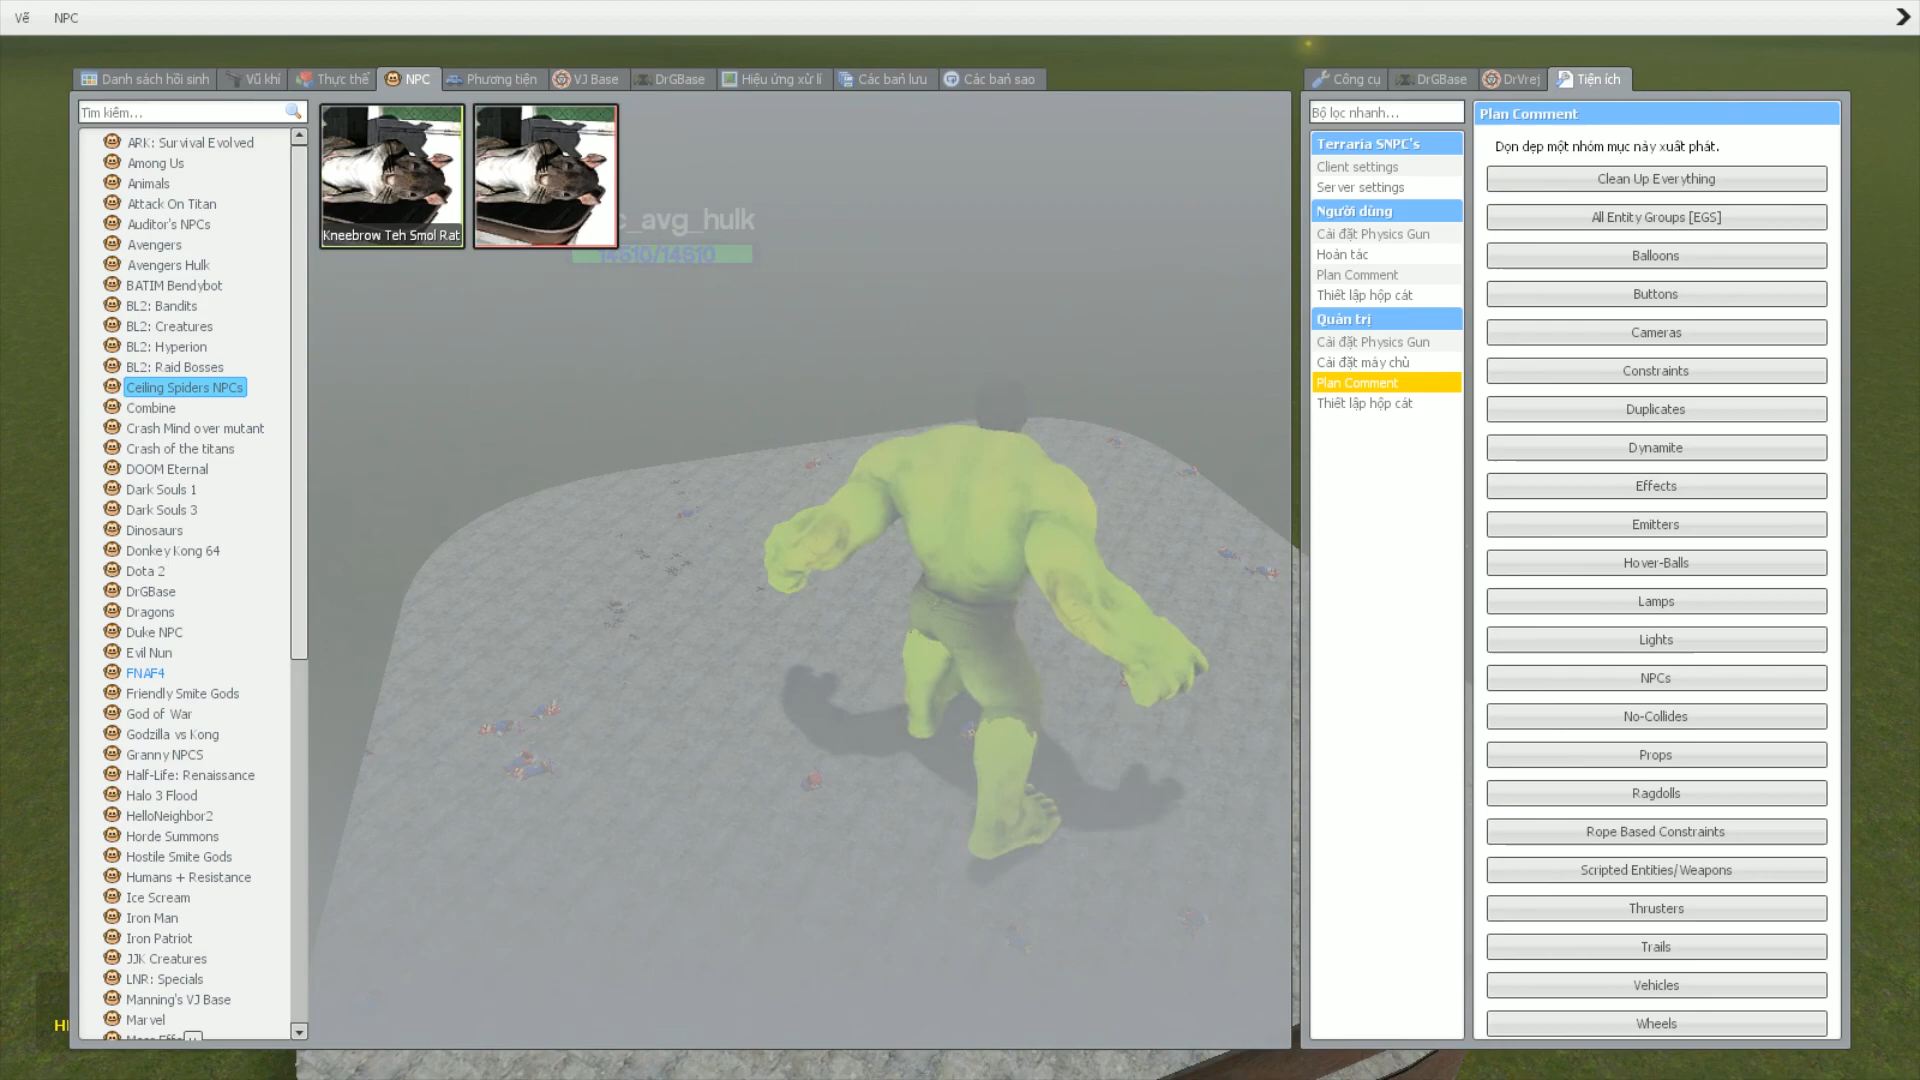 Vẽ NPC
Danh sách hồi sinh Vũ khí Thực thể NPC Phương tiện VJ Base DrGBase Hiệu ứng xử lí Các bản lưu Các bản sao
Công cụ DrGBase DrVrej Tiện ích
Tìm kiếm...
ARK: Survival Evolved
Among Us
Animals
Attack On Titan
Auditor's NPCs
Avengers
Avengers Hulk
BATIM Bendybot
BL2: Bandits
BL2: Creatures
BL2: Hyperion
BL2: Raid Bosses
Ceiling Spiders NPCs
Combine
Crash Mind over mutant
Crash of the titans
DOOM Eternal
Dark Souls 1
Dark Souls 3
Dinosaurs
Donkey Kong 64
Dota 2
DrGBase
Dragons
Duke NPC
Evil Nun
FNAF4
Friendly Smite Gods
God of War
Godzilla vs Kong
Granny NPCS
Half-Life: Renaissance
Halo 3 Flood
HelloNeighbor2
Horde Summons
Hostile Smite Gods
Humans + Resistance
Ice Scream
Iron Man
Iron Patriot
JJK Creatures
LNR: Specials
Manning's VJ Base
Marvel
Kneebrow Teh Smol Rat
c_avg_hulk
14810/14810
Bộ lọc nhanh...
Terraria SNPC's
Client settings
Server settings
Người dùng
Cài đặt Physics Gun
Hoàn tác
Plan Comment
Thiết lập hộp cát
Quản trị
Cài đặt Physics Gun
Cài đặt máy chủ
Plan Comment
Thiết lập hộp cát
Plan Comment
Dọn dẹp một nhóm mục này xuất phát.
Clean Up Everything
All Entity Groups [EGS]
Balloons
Buttons
Cameras
Constraints
Duplicates
Dynamite
Effects
Emitters
Hover-Balls
Lamps
Lights
NPCs
No-Collides
Props
Ragdolls
Rope Based Constraints
Scripted Entities/Weapons
Thrusters
Trails
Vehicles
Wheels